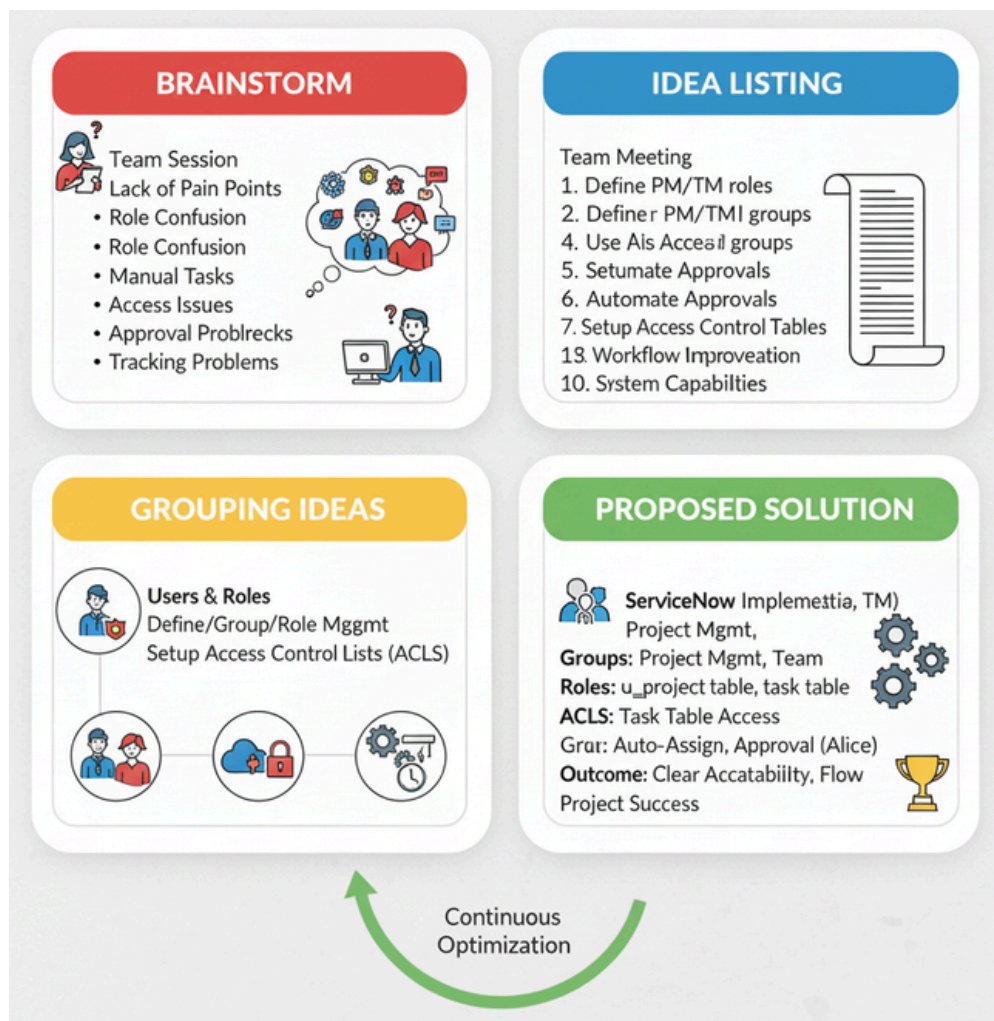 BRAINSTORM
Team Session
Lack of Pain Points
• Role Confusion
• Role Confusion
• Manual Tasks
• Access Issues
• Approval Problrecks
• Tracking Problems
IDEA LISTING
Team Meeting
1. Define PM/TM roles
2. Definer PM/TMI groups
4. Use Ais groups
5. Setumate Approvals
6. Automate Approvals
7. Setup Access Control Tables
13. Workflow Improveation
10. System Capabilties
GROUPING IDEAS
Users & Roles
Define/Group/Role Mggmt
Setup Access Control Lists (ACLS)
PROPOSED SOLUTION
ServiceNow TM)
Project Mgmt,
Groups: Project Mgmt, Team
Roles: u_project table, task table
ACLS: Task Table Access
Auto-Assign, Approval (Alice)
Outcome: Clear Accatability, Flow
Project Success
Continuous
Optimization